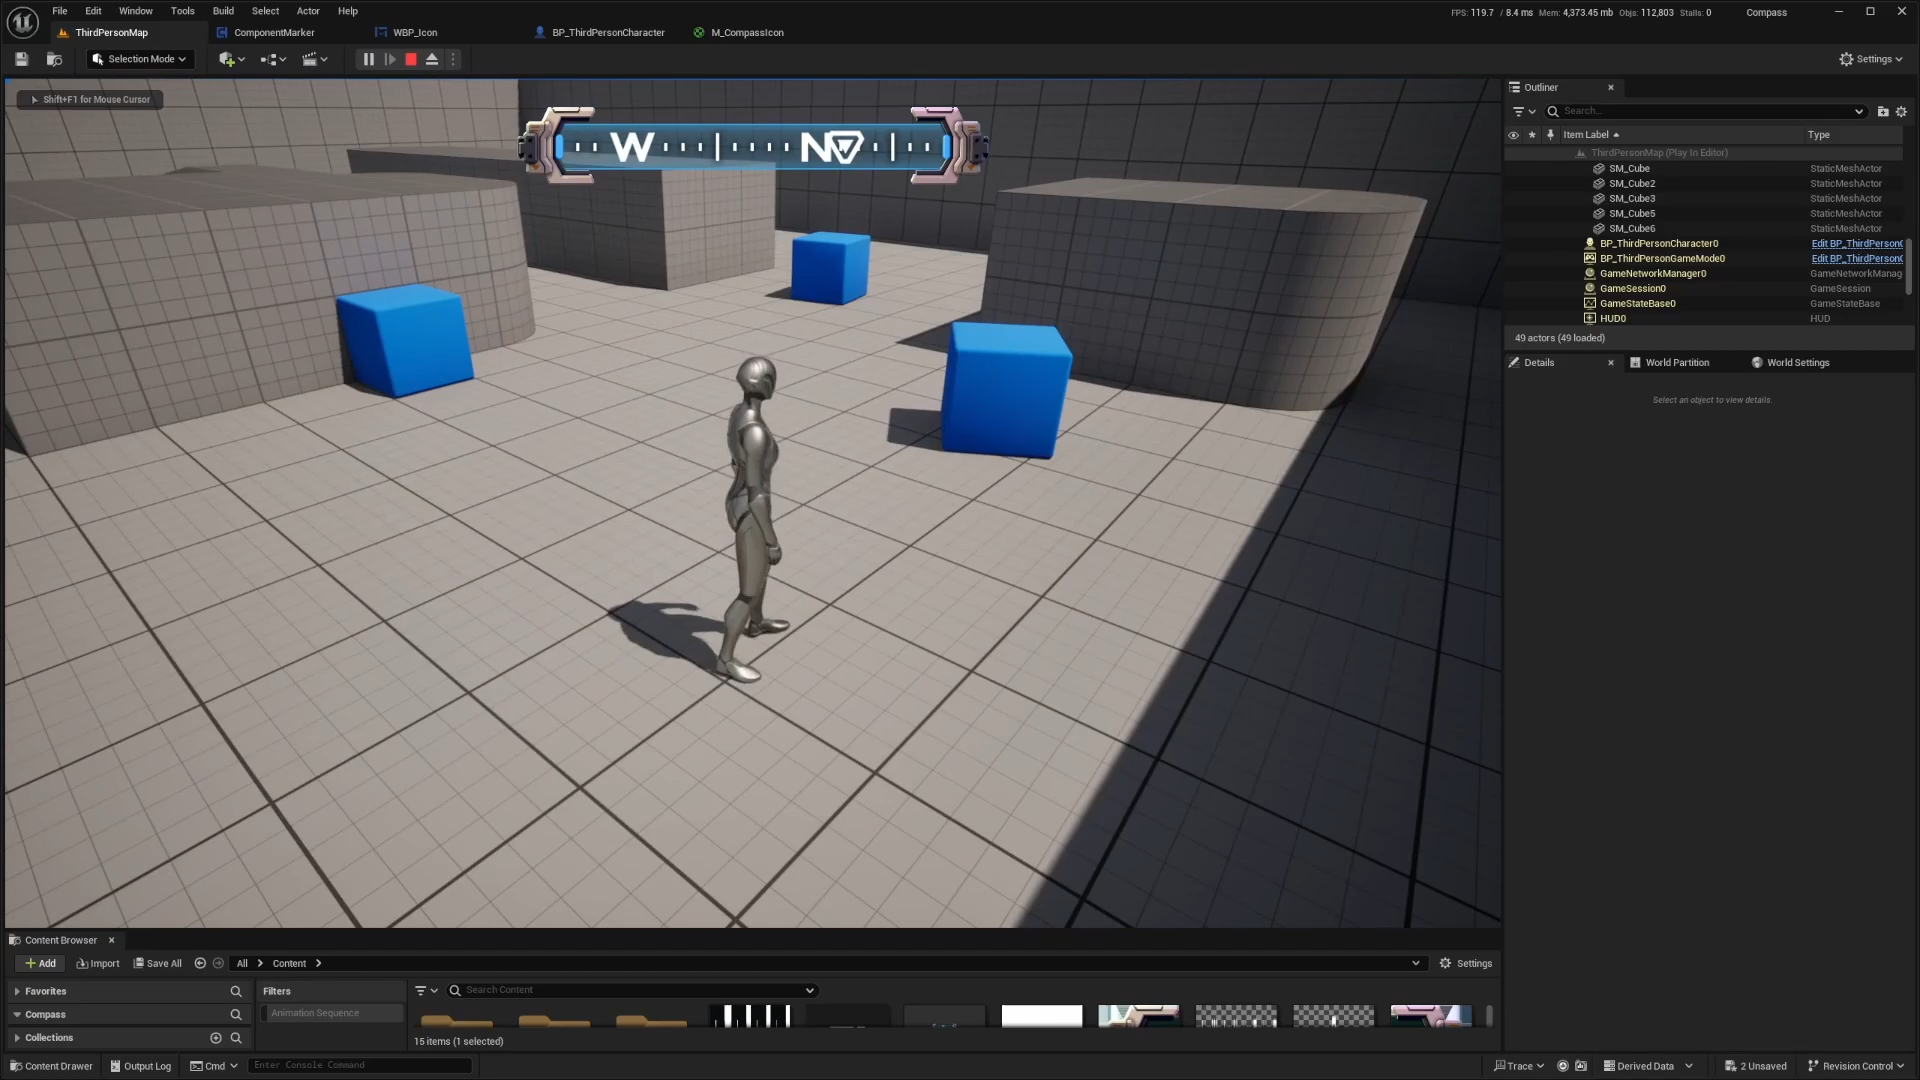 File Edit Window Tools Build Select Actor Help
FPS: 119.7 / 8.4 ms Mem: 4,373.45 mb Objs: 112,803 Stalls: 0 Compass
ThirdPersonMap ComponentMarker WBP_Icon BP_ThirdPersonCharacter M_CompassIcon
Selection Mode Settings
Shift+F1 for Mouse Cursor
W N
Outliner
Search...
Item Label Type
ThirdPersonMap (Play In Editor)
SM_Cube StaticMeshActor
SM_Cube2 StaticMeshActor
SM_Cube3 StaticMeshActor
SM_Cube5 StaticMeshActor
SM_Cube6 StaticMeshActor
BP_ThirdPersonCharacter0 Edit BP_ThirdPerson(
BP_ThirdPersonGameMode0 Edit BP_ThirdPerson(
GameNetworkManager0 GameNetworkManag
GameSession0 GameSession
GameStateBase0 GameStateBase
HUD0 HUD
49 actors (49 loaded)
Details World Partition World Settings
Select an object to view details.
Content Browser
Add Import Save All All Content Settings
Favorites Filters Search Content
Animation Sequence
Compass
Collections
15 items (1 selected)
Content Drawer Output Log Cmd Enter Console Command Trace Derived Data 2 Unsaved Revision Control